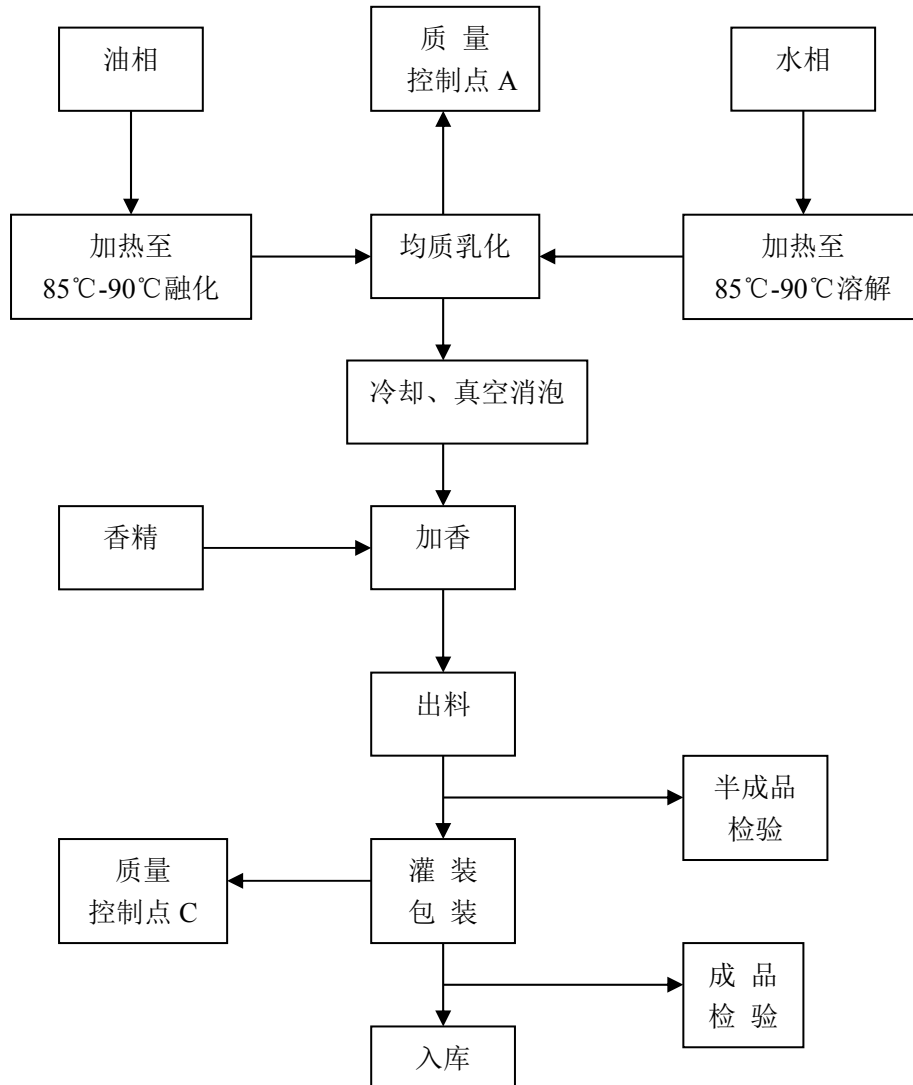 油相
质 量
控制点 A
水相
加热至
85℃-90℃融化
均质乳化
加热至
85℃-90℃溶解
冷却、真空消泡
香精
加香
出料
半成品
检验
质量
控制点 C
灌 装
包 装
成 品
检 验
入库